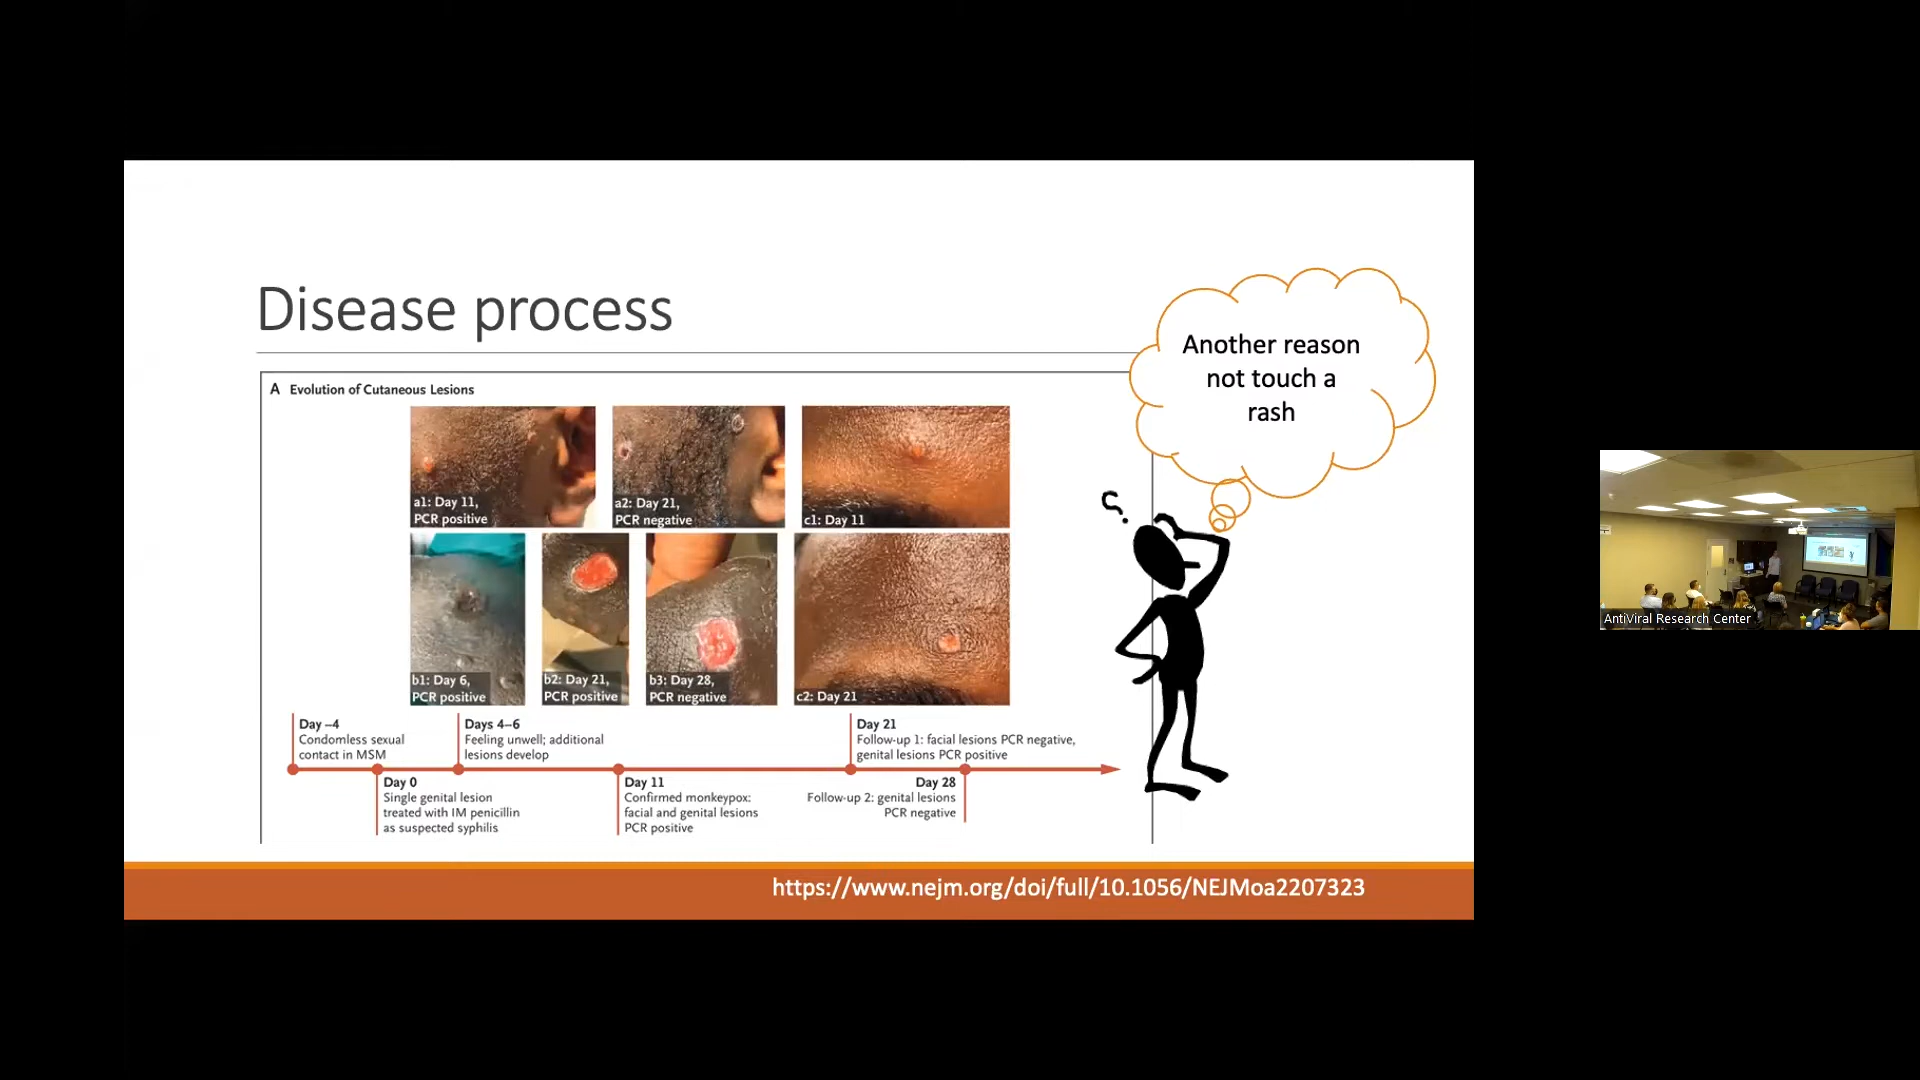 Disease process
Another reason
not touch a
rash
A Evolution of Cutaneous Lesions
a1: Day 11,
PCR positive
a2: Day 21,
PCR negative
c1: Day 11
b1: Day 6,
PCR positive
b2: Day 21,
PCR positive
b3: Day 28,
PCR negative
c2: Day 21
Day –4
Condomless sexual
contact in MSM
Days 4–6
Feeling unwell; additional
lesions develop
Day 21
Follow-up 1: facial lesions PCR negative,
genital lesions PCR positive
Day 0
Single genital lesion
treated with IM penicillin
as suspected syphilis
Day 11
Confirmed monkeypox:
facial and genital lesions
PCR positive
Day 28
Follow-up 2: genital lesions
PCR negative
https://www.nejm.org/doi/full/10.1056/NEJMoa2207323
AntiViral Research Center